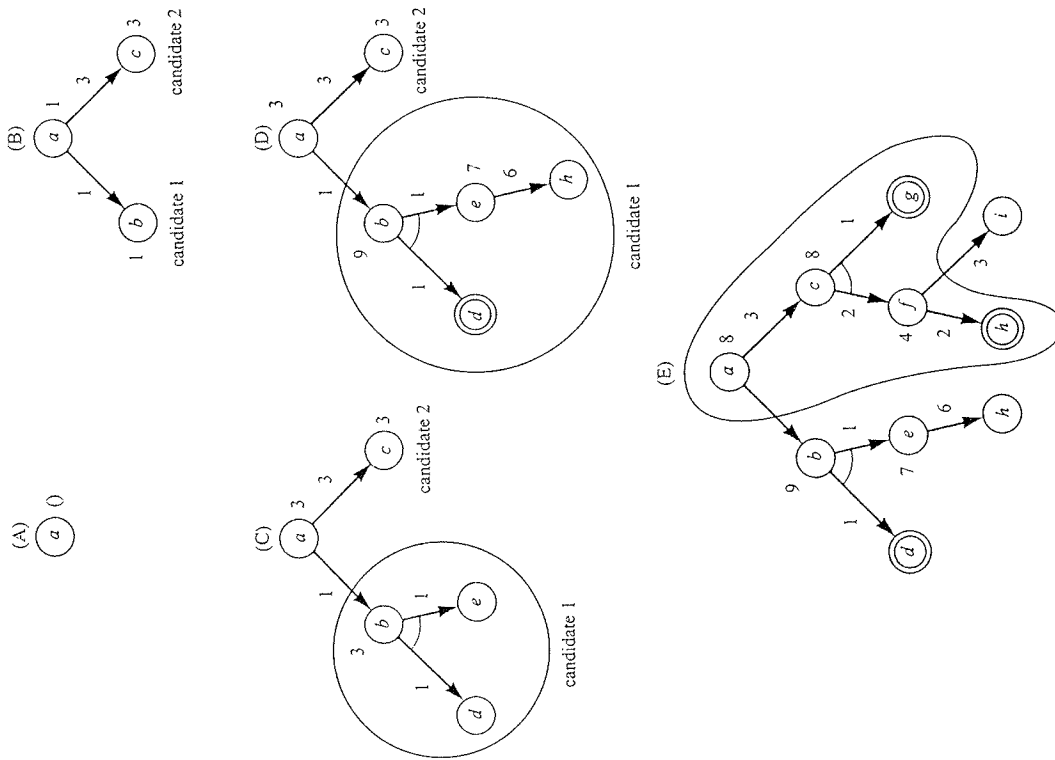 (A)
a 0
(B)
a 1
1 3
1 b c 3
candidate 1
candidate 2
(C)
a 3
1 3
3 b c 3
candidate 2
1 1
d e
candidate 1
(D)
a 3
1 3
9 b c 3
candidate 2
1 1
d e 7
6
h
candidate 1
(E)
a 8
3
9 b c 8
1 1 2 1
d 7 e 4 f g
6 2 3
h h i